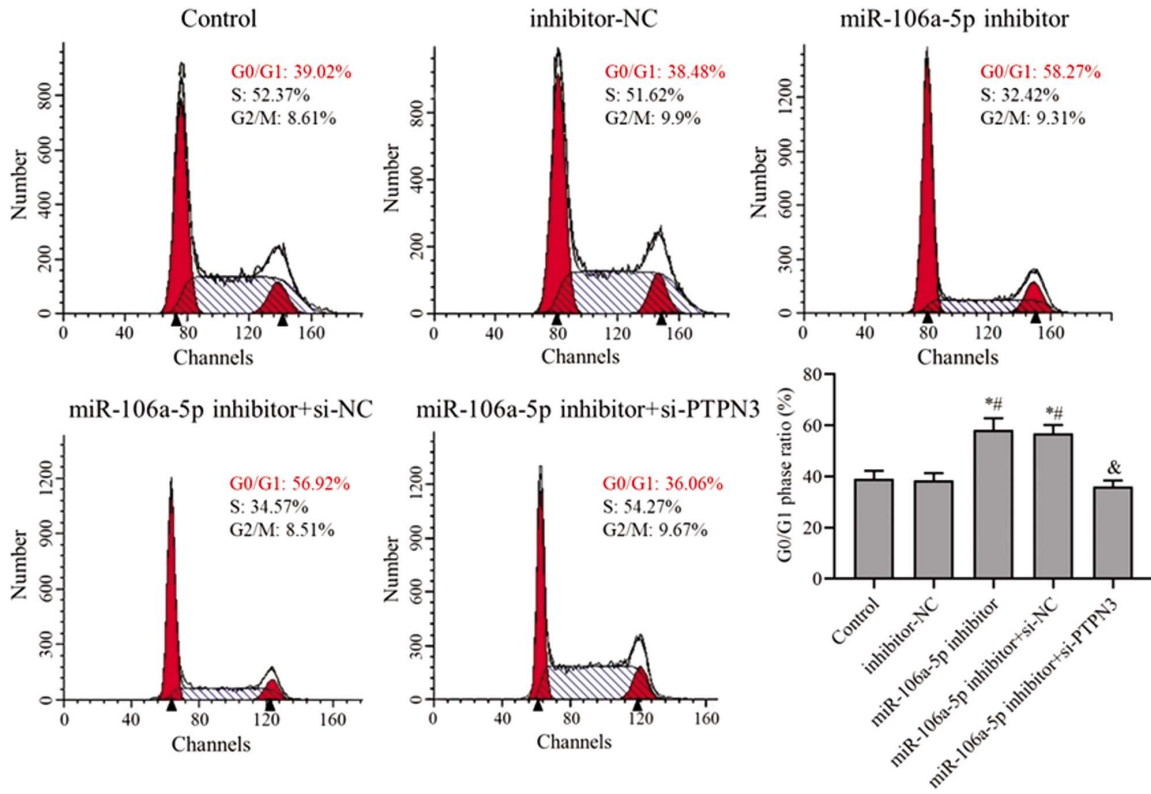 Control
G0/G1: 39.02%
S: 52.37%
G2/M: 8.61%
Number
800
600
400
200
0
0 40 80 120 160
Channels
inhibitor-NC
G0/G1: 38.48%
S: 51.62%
G2/M: 9.9%
Number
800
400
200
0
0 40 80 120 160
Channels
miR-106a-5p inhibitor
G0/G1: 58.27%
S: 32.42%
G2/M: 9.31%
Number
1200
900
600
300
0
0 40 80 120 160
Channels
miR-106a-5p inhibitor+si-NC
G0/G1: 56.92%
S: 34.57%
G2/M: 8.51%
Number
1200
900
600
300
0
0 40 80 120 160
Channels
miR-106a-5p inhibitor+si-PTPN3
G0/G1: 36.06%
S: 54.27%
G2/M: 9.67%
Number
1200
900
600
300
0
0 40 80 120 160
Channels
G0/G1 phase ratio (%)
80
60
40
20
0
*#
*#
&
Control
inhibitor-NC
miR-106a-5p inhibitor
miR-106a-5p inhibitor+si-NC
miR-106a-5p inhibitor+si-PTPN3